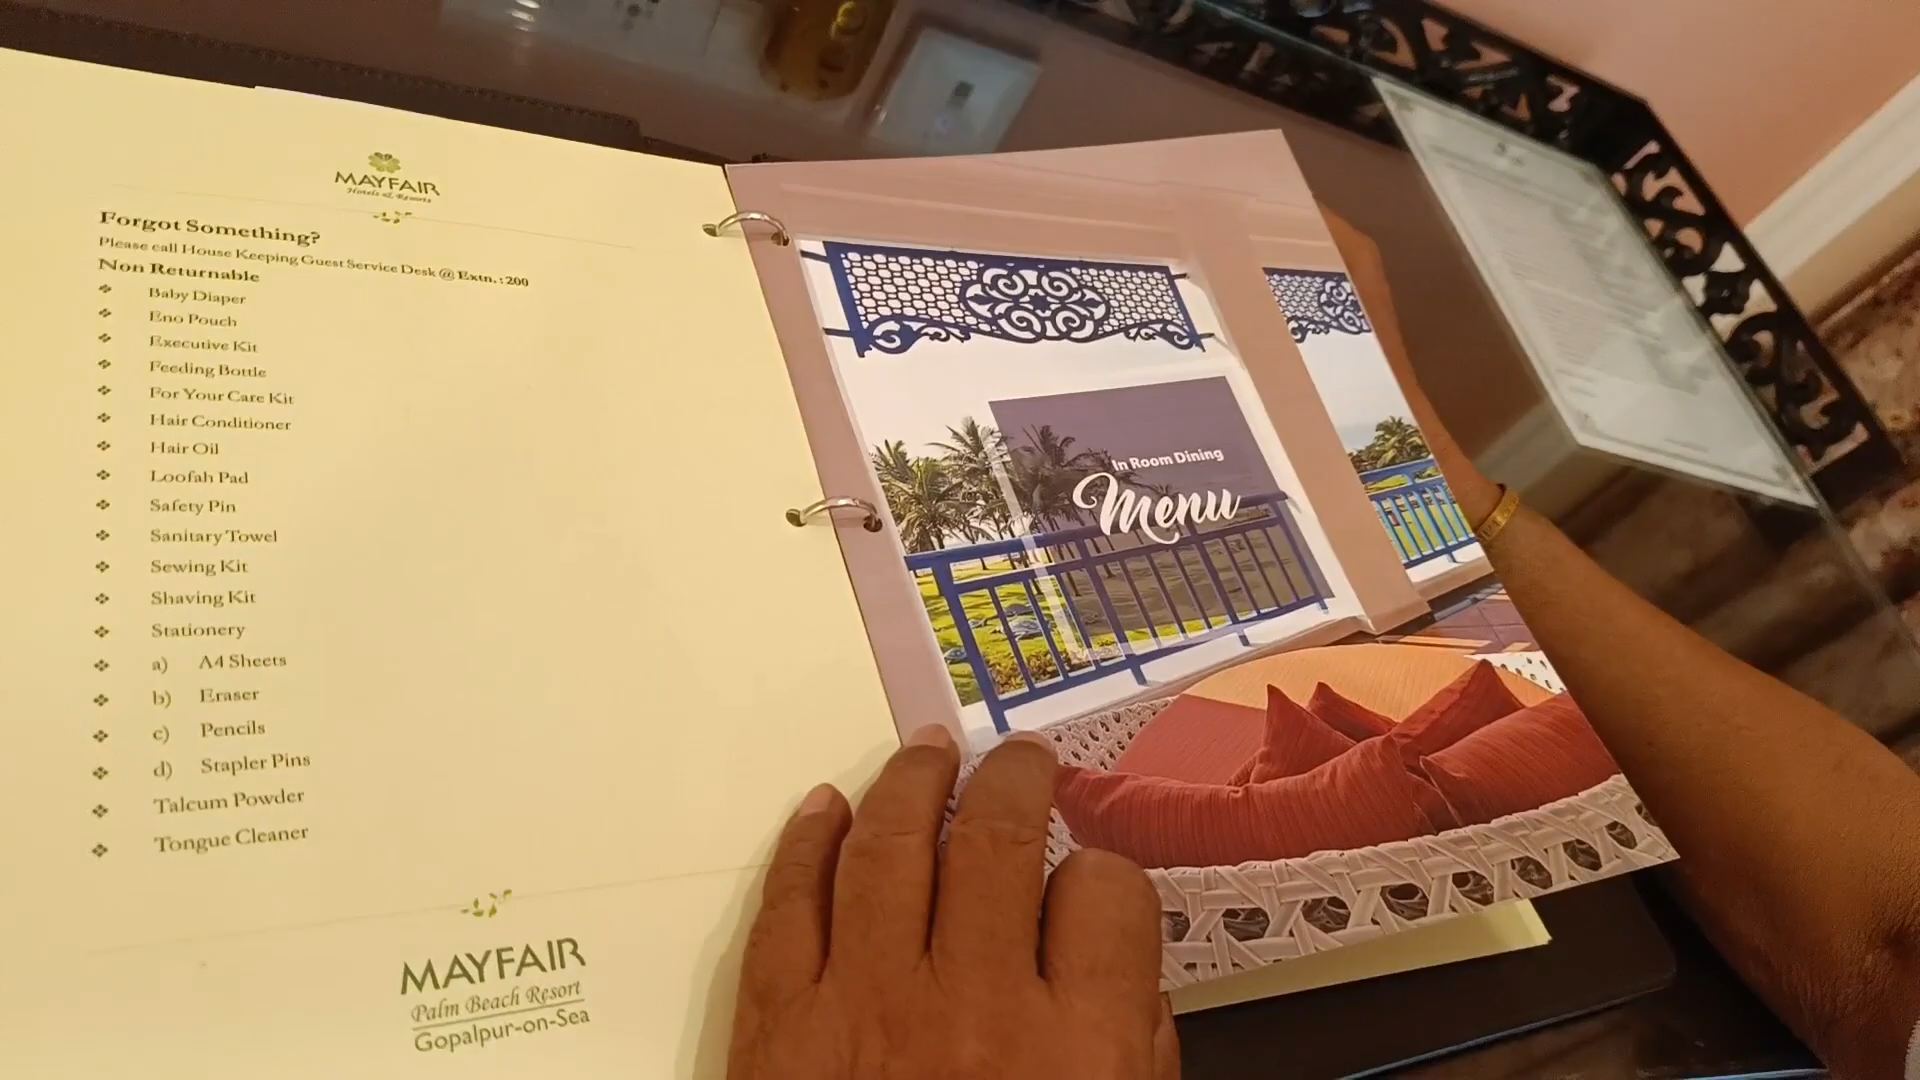 MAYFAIR
Hotels & Resorts
Forgot Something?
Please call House Keeping Guest Service Desk @ Extn. : 200
Non Returnable
❖ Baby Diaper
❖ Eno Pouch
❖ Executive Kit
❖ Feeding Bottle
❖ For Your Care Kit
❖ Hair Conditioner
❖ Hair Oil
❖ Loofah Pad
❖ Safety Pin
❖ Sanitary Towel
❖ Sewing Kit
❖ Shaving Kit
❖ Stationery
❖ a) A4 Sheets
❖ b) Eraser
❖ c) Pencils
❖ d) Stapler Pins
❖ Talcum Powder
❖ Tongue Cleaner
MAYFAIR
Palm Beach Resort
Gopalpur-on-Sea
In Room Dining
Menu